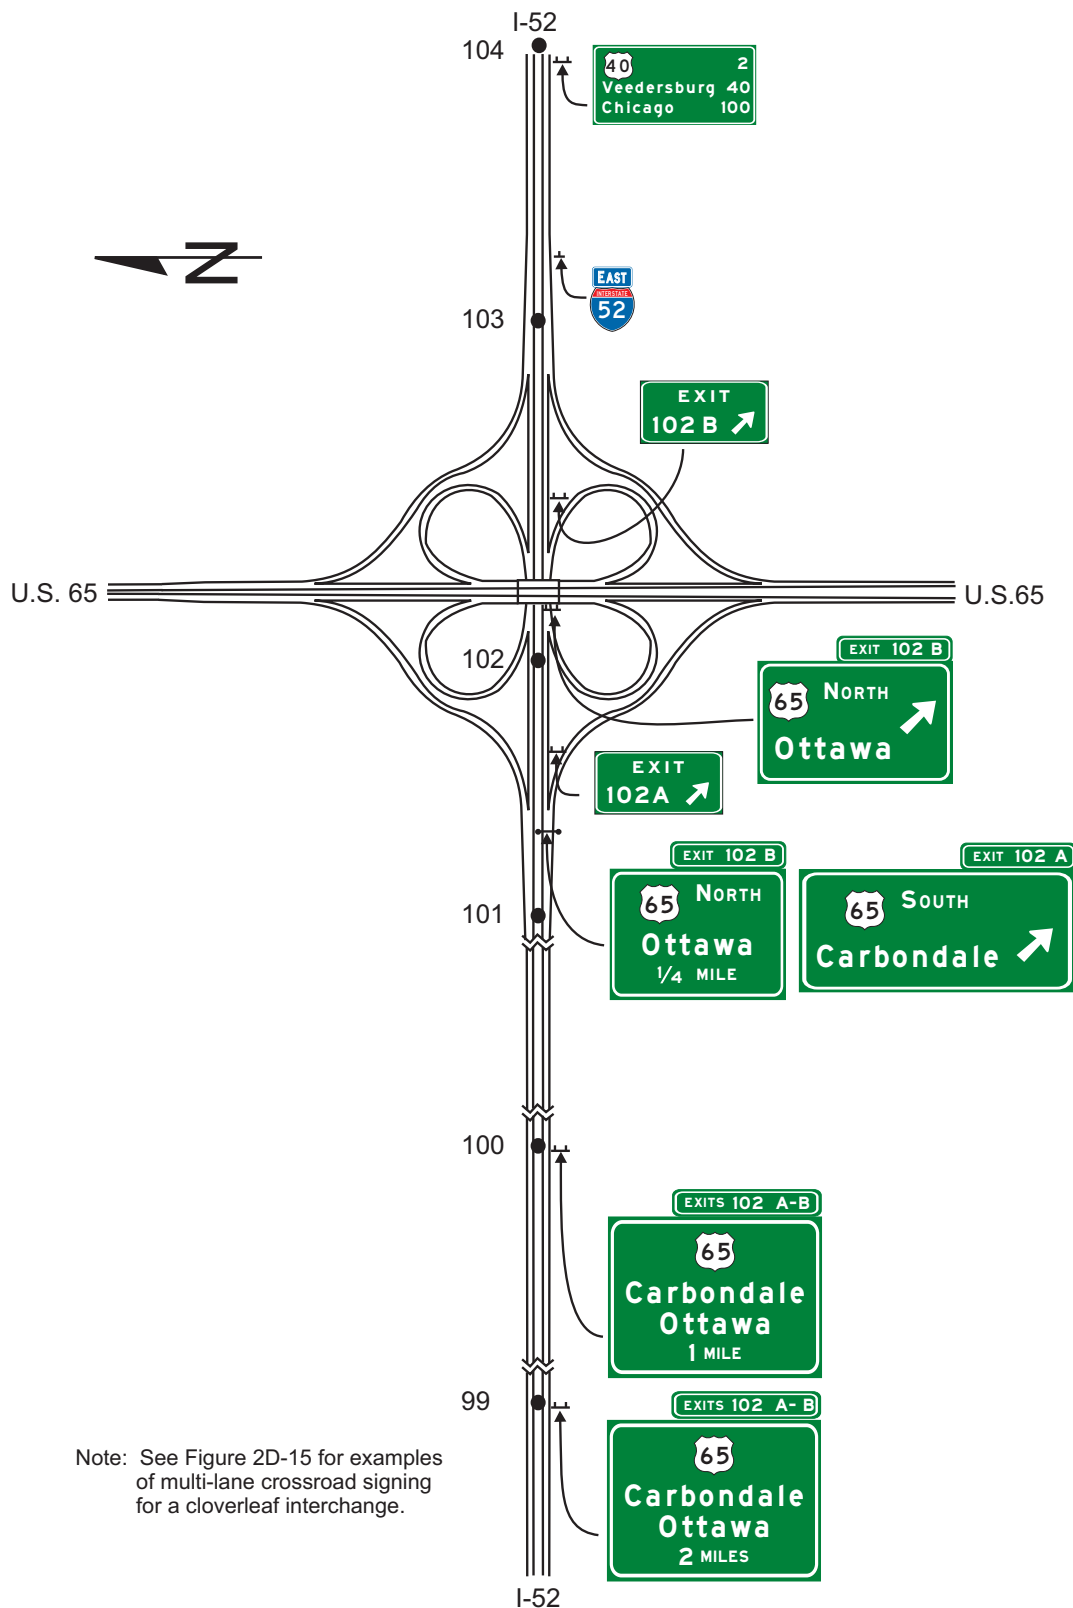 I-52
104
40 2
Veedersburg 40
Chicago 100
N
EAST
INTERSTATE
52
103
EXIT
102 B
U.S. 65
U.S.65
102
EXIT 102 B
65 NORTH
Ottawa
EXIT
102A
EXIT 102 B
65 NORTH
Ottawa
1/4 MILE
EXIT 102 A
65 SOUTH
Carbondale
101
100
EXITS 102 A-B
65
Carbondale
Ottawa
1 MILE
99
EXITS 102 A-B
65
Carbondale
Ottawa
2 MILES
Note: See Figure 2D-15 for examples
of multi-lane crossroad signing
for a cloverleaf interchange.
I-52